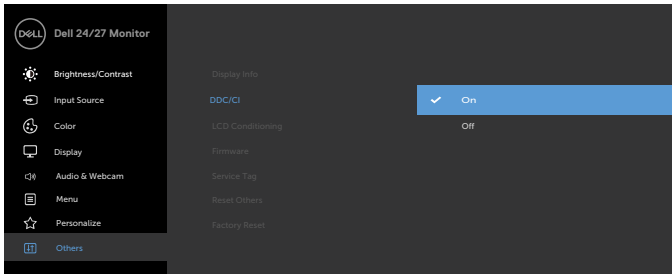 DELL Dell 24/27 Monitor
Brightness/Contrast
Input Source
Color
Display
Audio & Webcam
Menu
Personalize
Others
Display Info
DDC/CI
LCD Conditioning
Firmware
Service Tag
Reset Others
Factory Reset
On
Off